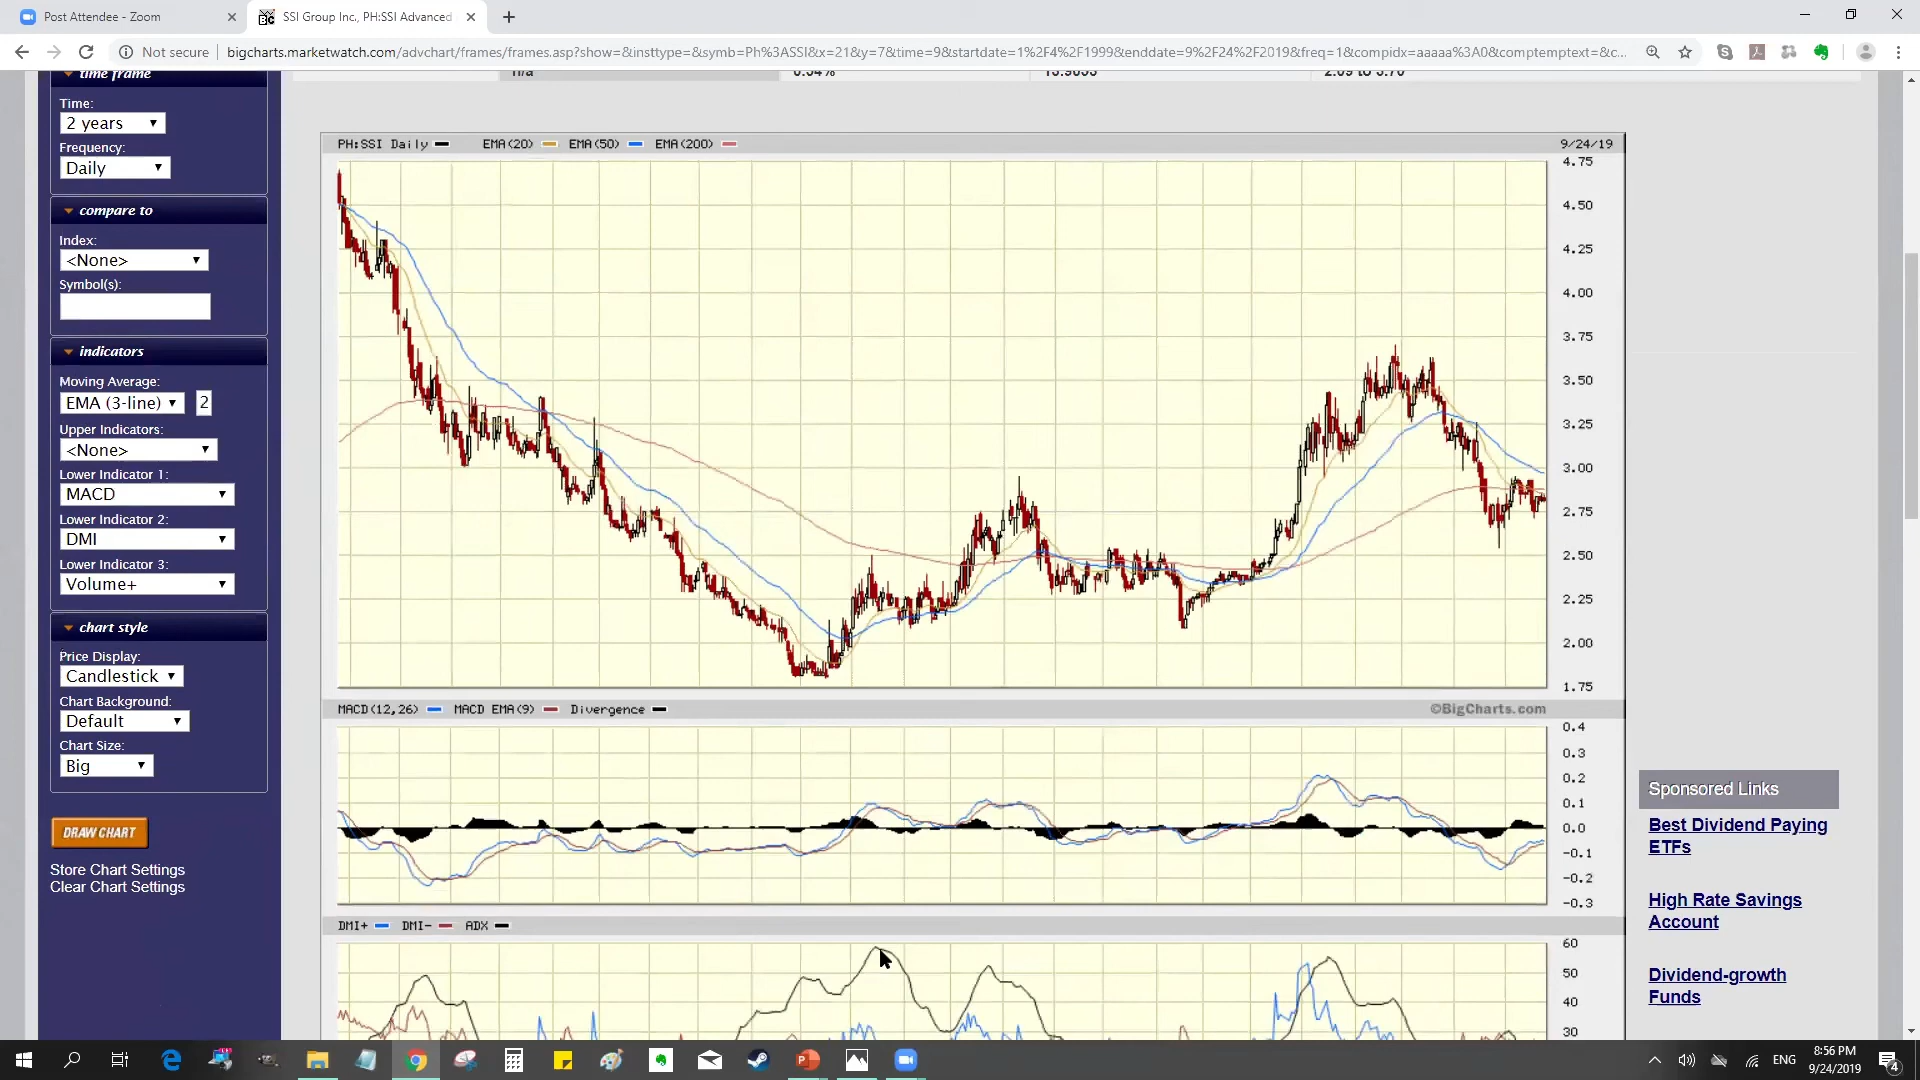 Post Attendee - Zoom
SSI Group Inc., PH:SSI Advanced
Not secure
bigcharts.marketwatch.com/advchart/frames/frames.asp?show=&insttype=&symb=Ph%3ASSI&x=21&y=7&time=9&startdate=1%2F4%2F1999&enddate=9%2F24%2F2019&freq=1&compidx=aaaaa%3A0&comptemptext=&c...
time frame
Time:
2 years
Frequency:
Daily
compare to
Index:
<None>
Symbol(s):
indicators
Moving Average:
EMA (3-line) 2
Upper Indicators:
<None>
Lower Indicator 1:
MACD
Lower Indicator 2:
DMI
Lower Indicator 3:
Volume+
chart style
Price Display:
Candlestick
Chart Background:
Default
Chart Size:
Big
DRAW CHART
Store Chart Settings
Clear Chart Settings
n/a 0.54% 2.09 to 3.70
PH:SSI Daily EMA(20) EMA(50) EMA(200) 9/24/19
4.75
4.50
4.25
4.00
3.75
3.50
3.25
3.00
2.75
2.50
2.25
2.00
1.75
MACD(12,26) MACD EMA(9) Divergence ©BigCharts.com
0.4
0.3
0.2
0.1
0.0
-0.1
-0.2
-0.3
DMI+ DMI- ADX
60
50
40
30
Sponsored Links
Best Dividend Paying
ETFs
High Rate Savings
Account
Dividend-growth
Funds
ENG
8:56 PM
9/24/2019
4